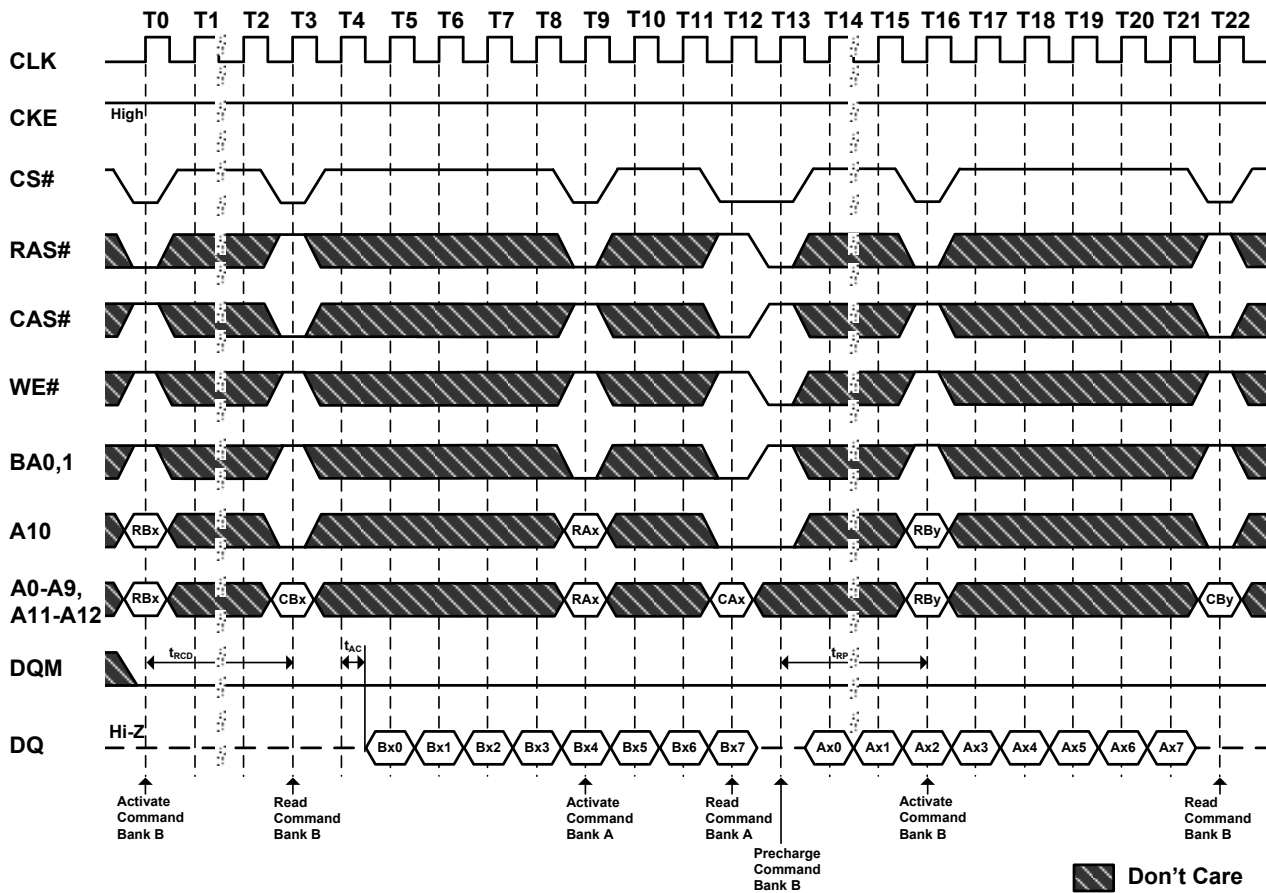 T0 T1 T2 T3 T4 T5 T6 T7 T8 T9 T10 T11 T12 T13 T14 T15 T16 T17 T18 T19 T20 T21 T22
CLK
CKE High
CS#
RAS#
CAS#
WE#
BA0,1
A10 RBx RAx RBy
A0-A9,
A11-A12 RBx CBx RAx CAx RBy CBy
DQM tRCD tAC tRP
DQ Hi-Z Bx0 Bx1 Bx2 Bx3 Bx4 Bx5 Bx6 Bx7 Ax0 Ax1 Ax2 Ax3 Ax4 Ax5 Ax6 Ax7
Activate
Command
Bank B
Read
Command
Bank B
Activate
Command
Bank A
Read
Command
Bank A
Precharge
Command
Bank B
Activate
Command
Bank B
Read
Command
Bank B
Don't Care